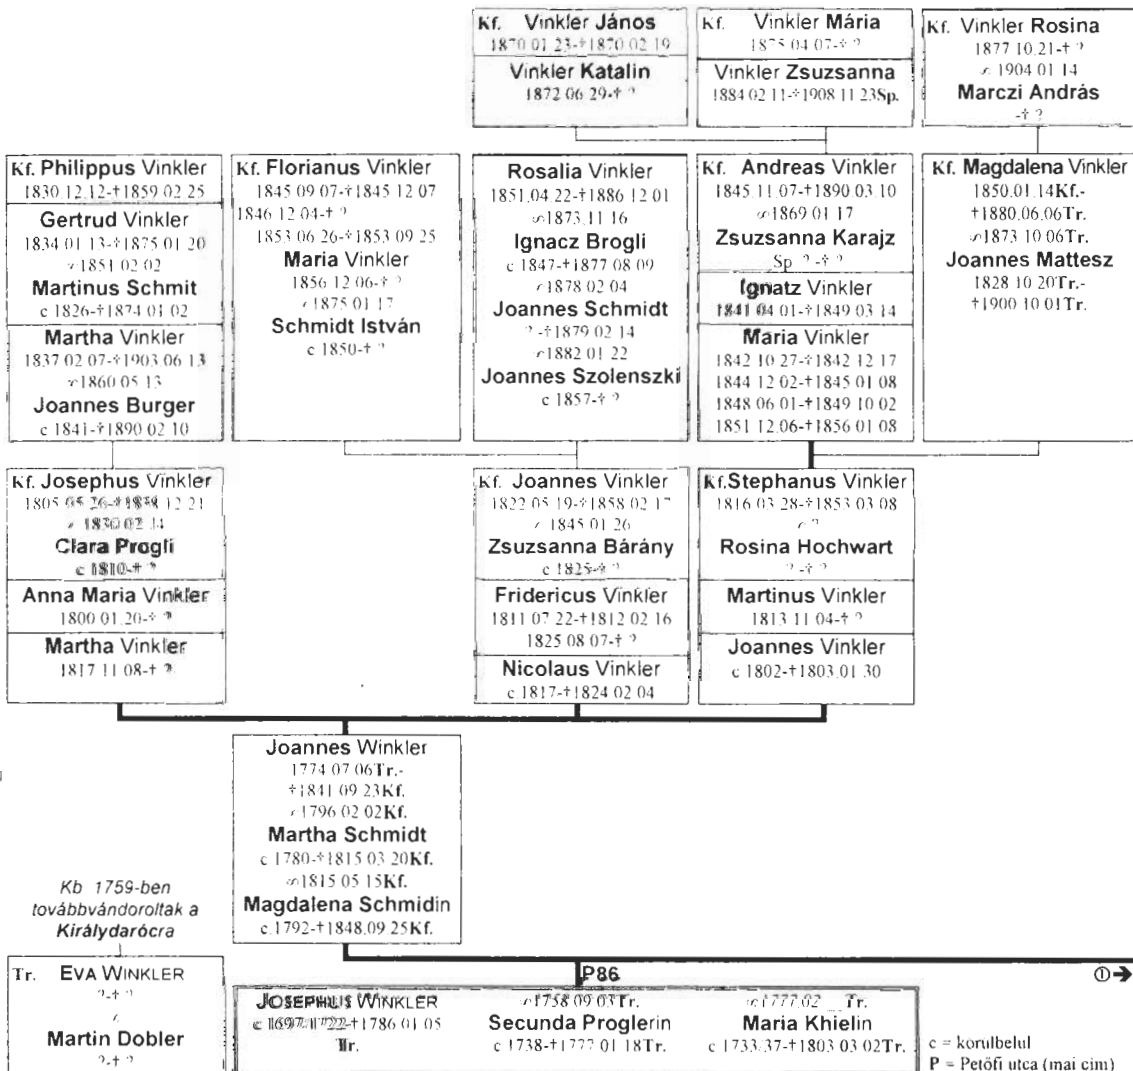 Kf. Vinkler János
1870 01 23-†1870 02 19
Vinkler Katalin
1872 06 29-† ?
Kf. Vinkler Mária
1875 04 07-† ?
Vinkler Zsuzsanna
1884 02 11-†1908 11 23Sp.
Kf. Vinkler Rosina
1877 10.21-† ?
∞ 1904 01 14
Marczi András
-† ?
Kf. Philippus Vinkler
1830 12.12-†1859 02 25
Gertrud Vinkler
1834 01 13-†1875 01 20
∞1851 02 02
Martinus Schmit
c 1826-†1874 01 02
Martha Vinkler
1837 02 07-†1903 06 13
∞1860 05 13
Joannes Burger
c 1841-†1890 02 10
Kf. Florianus Vinkler
1845 09 07-†1845 12 07
1846 12 04-† ?
1853 06 26-†1853 09 25
Maria Vinkler
1856 12 06-† ?
∞1875 01 17
Schmidt István
c 1850-† ?
Rosalia Vinkler
1851.04 22-†1886 12 01
∞1873.11 16
Ignacz Brogli
c 1847-†1877 08 09
∞1878 02 04
Joannes Schmidt
?-†1879 02 14
∞1882 01 22
Joannes Szolenszki
c 1857-† ?
Kf. Andreas Vinkler
1845.11 07-†1890 03.10
∞1869 01 17
Zsuzsanna Karajz
Sp ?-† ?
Ignatz Vinkler
1841 04 01-†1849 03 14
Maria Vinkler
1842 10 27-†1842 12 17
1844 12 02-†1845 01 08
1848 06 01-†1849 10 02
1851 12.06-†1856 01 08
Kf. Magdalena Vinkler
1850.01.14Kf.-
†1880.06.06Tr.
∞1873 10 06Tr.
Joannes Mattesz
1828 10 20Tr.-
†1900 10 01Tr.
Kf. Josephus Vinkler
1805 05 26-† 12 21
∞ 1830 02 14
Clara Progli
c 1810-† ?
Anna Maria Vinkler
1800 01.20-† ?
Martha Vinkler
1817 11 08-† ?
Kf. Joannes Vinkler
1822 05 19-†1858 02 17
∞ 1845 01 26
Zsuzsanna Bárány
c 1825-† ?
Fridericus Vinkler
1811 07 22-†1812 02 16
1825 08 07-† ?
Nicolaus Vinkler
c 1817-†1824 02 04
Kf. Stephanus Vinkler
1816 03 28-†1853 03 08
∞ ?
Rosina Hochwart
?-† ?
Martinus Vinkler
1813 11 04-† ?
Joannes Vinkler
c 1802-†1803.01 30
Joannes Winkler
1774 07 06Tr.-
†1841 09 23Kf.
∞1796 02 02Kf.
Martha Schmidt
c 1780-†1815 03 20Kf.
∞1815 05 15Kf.
Magdalena Schmidin
c.1792-†1848.09 25Kf.
Kb 1759-ben
továbbvándoroltak a
Királydarócra
Tr. EVA WINKLER
?-† ?
∞
Martin Dobler
?-† ?
P86
①➔
JOSEPHUS WINKLER
c 1697/1722-†1786 01 05
Tr.
∞1758 09 03Tr.
Secunda Proglerin
c 1738-†1777 01 18Tr.
∞1777.02 __ Tr.
Maria Khielin
c 1733/37-†1803 03 02Tr.
c = korulbelul
P = Petőfi utca (mai cim)